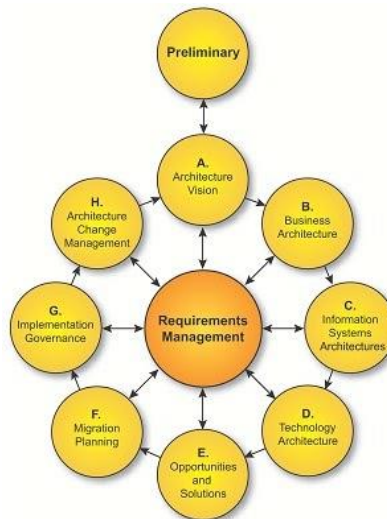 Preliminary
A.
Architecture
Vision
B.
Business
Architecture
C.
Information
Systems
Architectures
D.
Technology
Architecture
E.
Opportunities
and
Solutions
F.
Migration
Planning
G.
Implementation
Governance
H.
Architecture
Change
Management
Requirements
Management